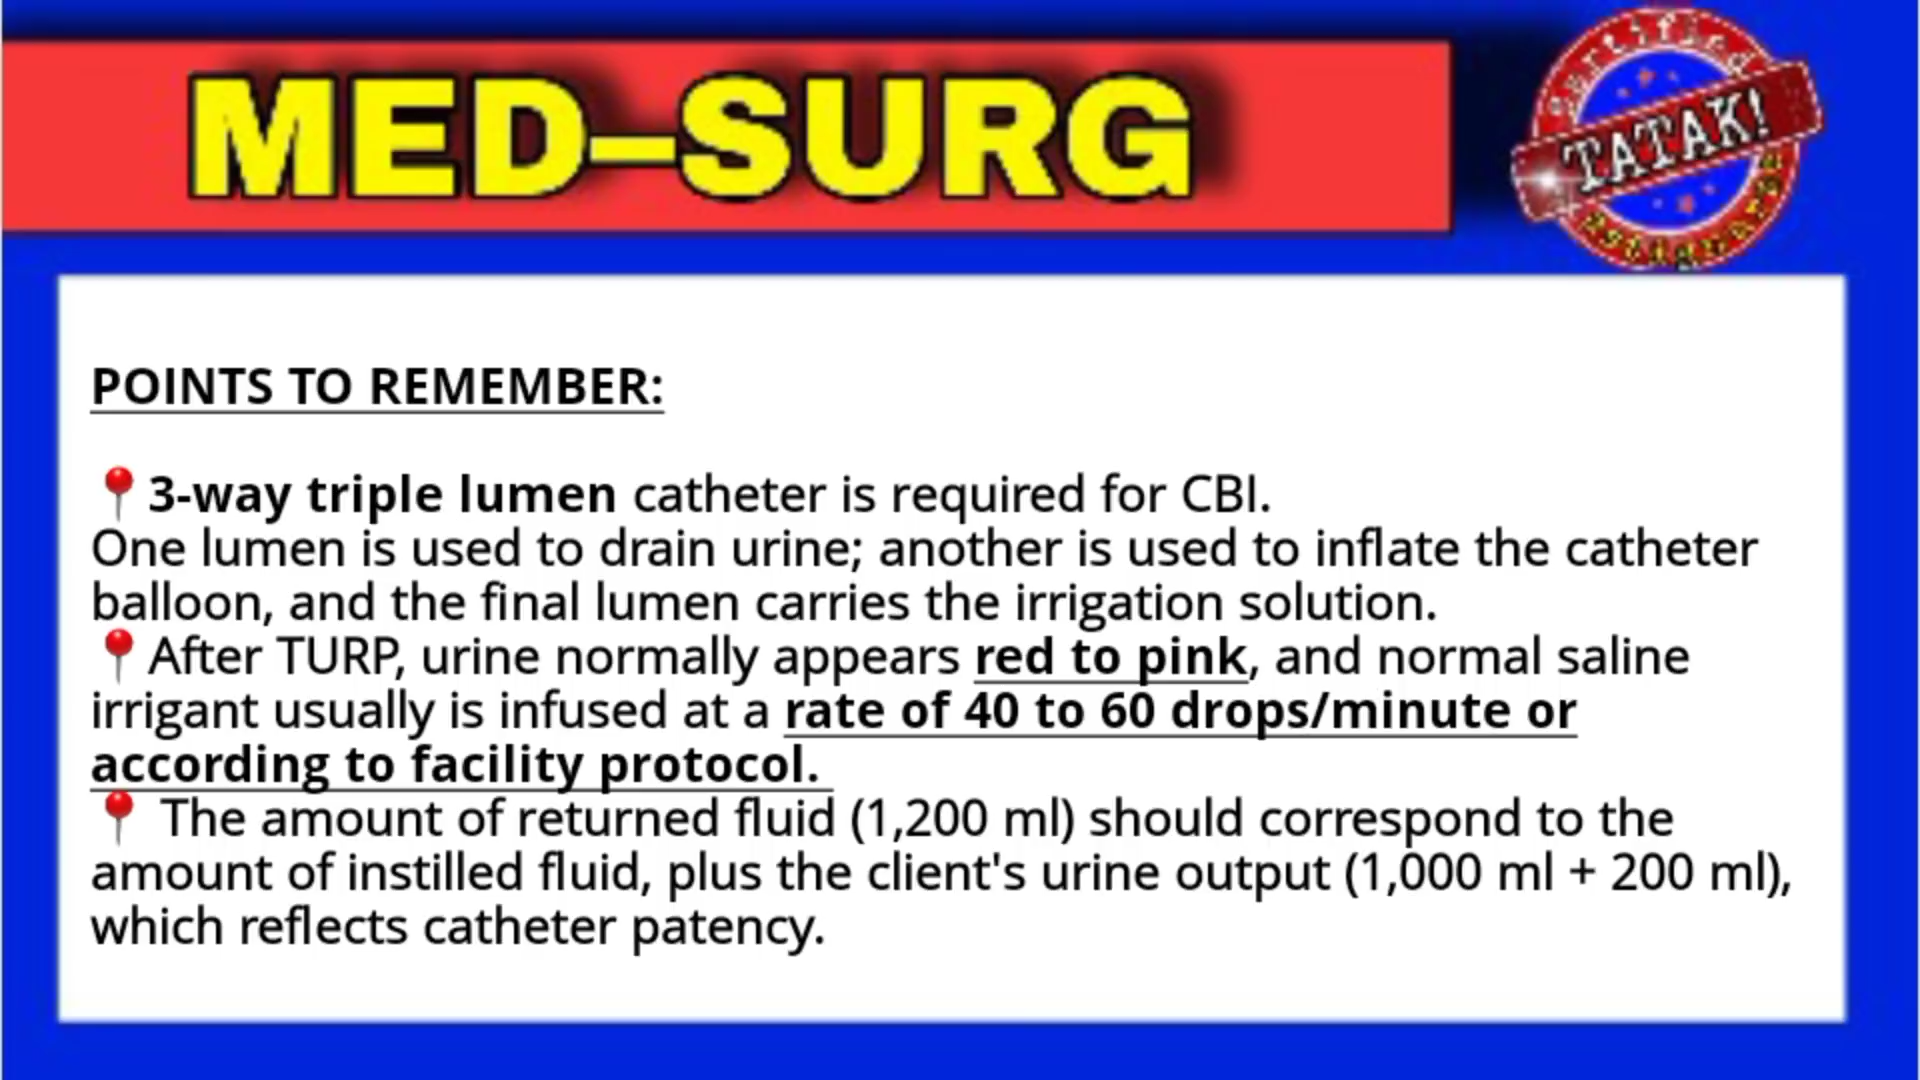 MED–SURG
certified
TATAK!
POINTS TO REMEMBER:
📍3-way triple lumen catheter is required for CBI.
One lumen is used to drain urine; another is used to inflate the catheter
balloon, and the final lumen carries the irrigation solution.
📍After TURP, urine normally appears red to pink, and normal saline
irrigant usually is infused at a rate of 40 to 60 drops/minute or
according to facility protocol.
📍 The amount of returned fluid (1,200 ml) should correspond to the
amount of instilled fluid, plus the client's urine output (1,000 ml + 200 ml),
which reflects catheter patency.